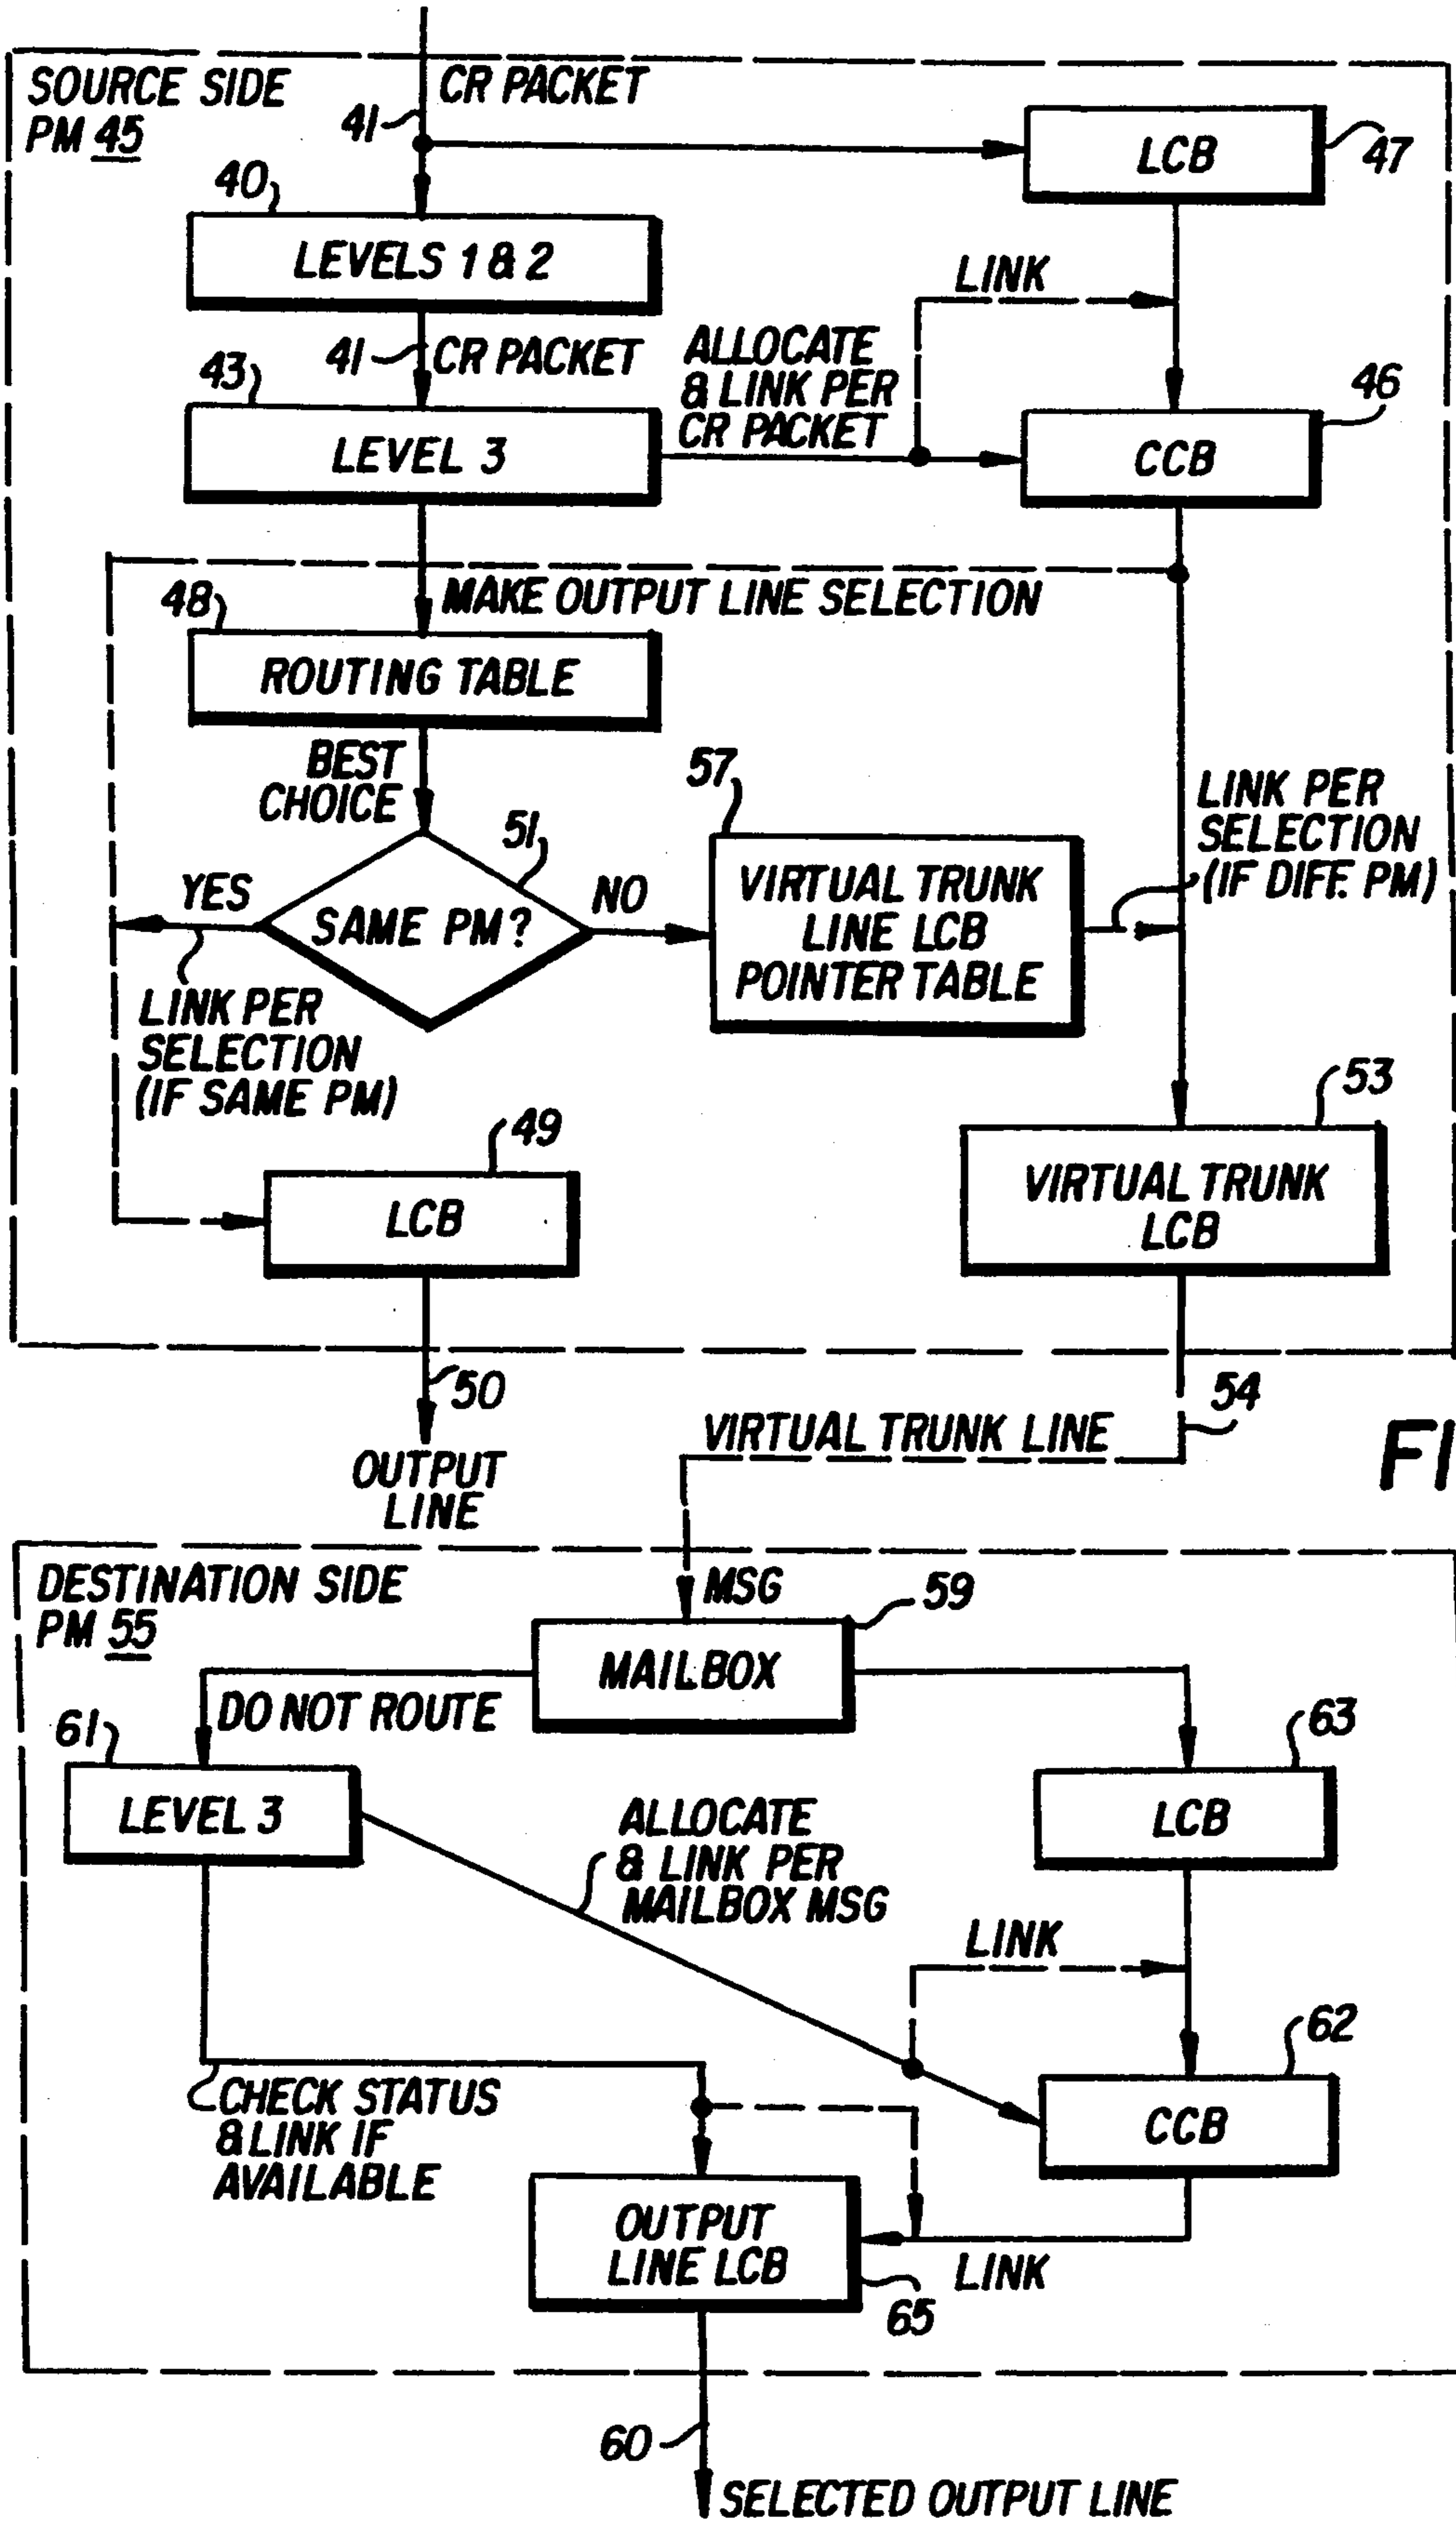 SOURCE SIDE
PM 45
CR PACKET
41
LCB
47
40
LEVELS 1 & 2
LINK
41
CR PACKET
ALLOCATE
& LINK PER
CR PACKET
43
LEVEL 3
46
CCB
MAKE OUTPUT LINE SELECTION
48
ROUTING TABLE
BEST
CHOICE
57
51
YES
SAME PM?
NO
VIRTUAL TRUNK
LINE LCB
POINTER TABLE
LINK PER
SELECTION
(IF DIFF. PM)
LINK PER
SELECTION
(IF SAME PM)
49
LCB
53
VIRTUAL TRUNK
LCB
50
OUTPUT
LINE
VIRTUAL TRUNK LINE
54
FI
DESTINATION SIDE
PM 55
MSG
59
MAILBOX
DO NOT ROUTE
61
LEVEL 3
63
LCB
ALLOCATE
& LINK PER
MAILBOX MSG
LINK
62
CCB
CHECK STATUS
& LINK IF
AVAILABLE
OUTPUT
LINE LCB
LINK
65
60
SELECTED OUTPUT LINE